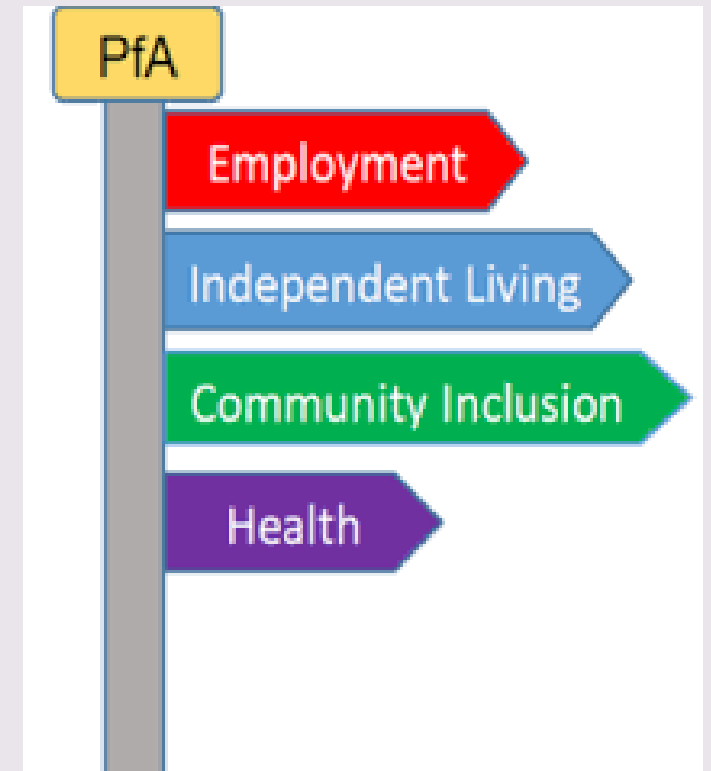 PfA
Employment
Independent Living
Community Inclusion
Health